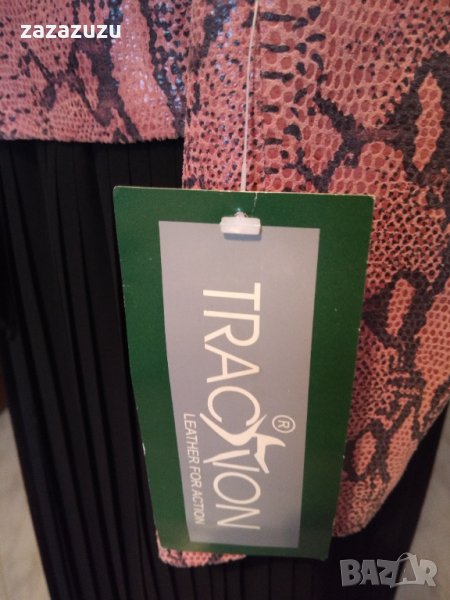 zazazuzu
TRACTION®
LEATHER FOR ACTION
BAZAR